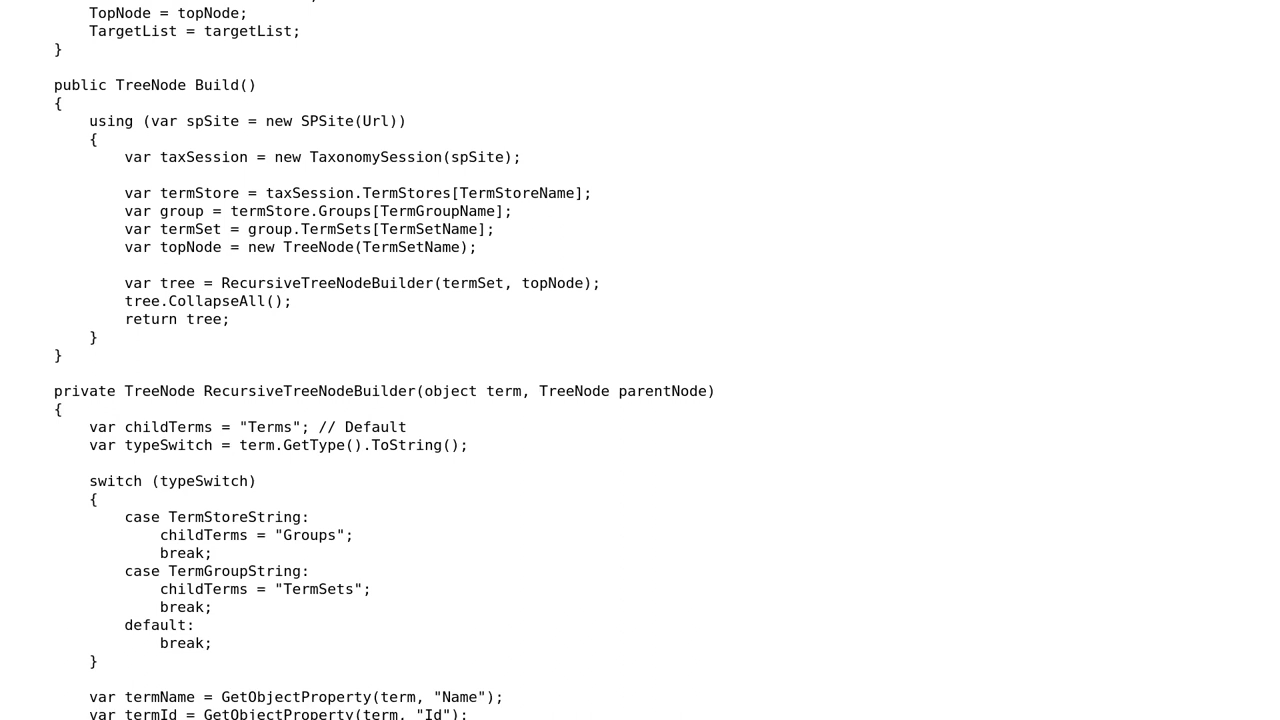 TopNode = topNode;
TargetList = targetList;
}
public TreeNode Build()
{
using (var spSite = new SPSite(Url))
{
var taxSession = new TaxonomySession(spSite);
var termStore = taxSession.TermStores[TermStoreName];
var group = termStore.Groups[TermGroupName];
var termSet = group.TermSets[TermSetName];
var topNode = new TreeNode(TermSetName);
var tree = RecursiveTreeNodeBuilder(termSet, topNode);
tree.CollapseAll();
return tree;
}
}
private TreeNode RecursiveTreeNodeBuilder(object term, TreeNode parentNode)
{
var childTerms = "Terms"; // Default
var typeSwitch = term.GetType().ToString();
switch (typeSwitch)
{
case TermStoreString:
childTerms = "Groups";
break;
case TermGroupString:
childTerms = "TermSets";
break;
default:
break;
}
var termName = GetObjectProperty(term, "Name");
var termId = GetObjectProperty(term, "Id");